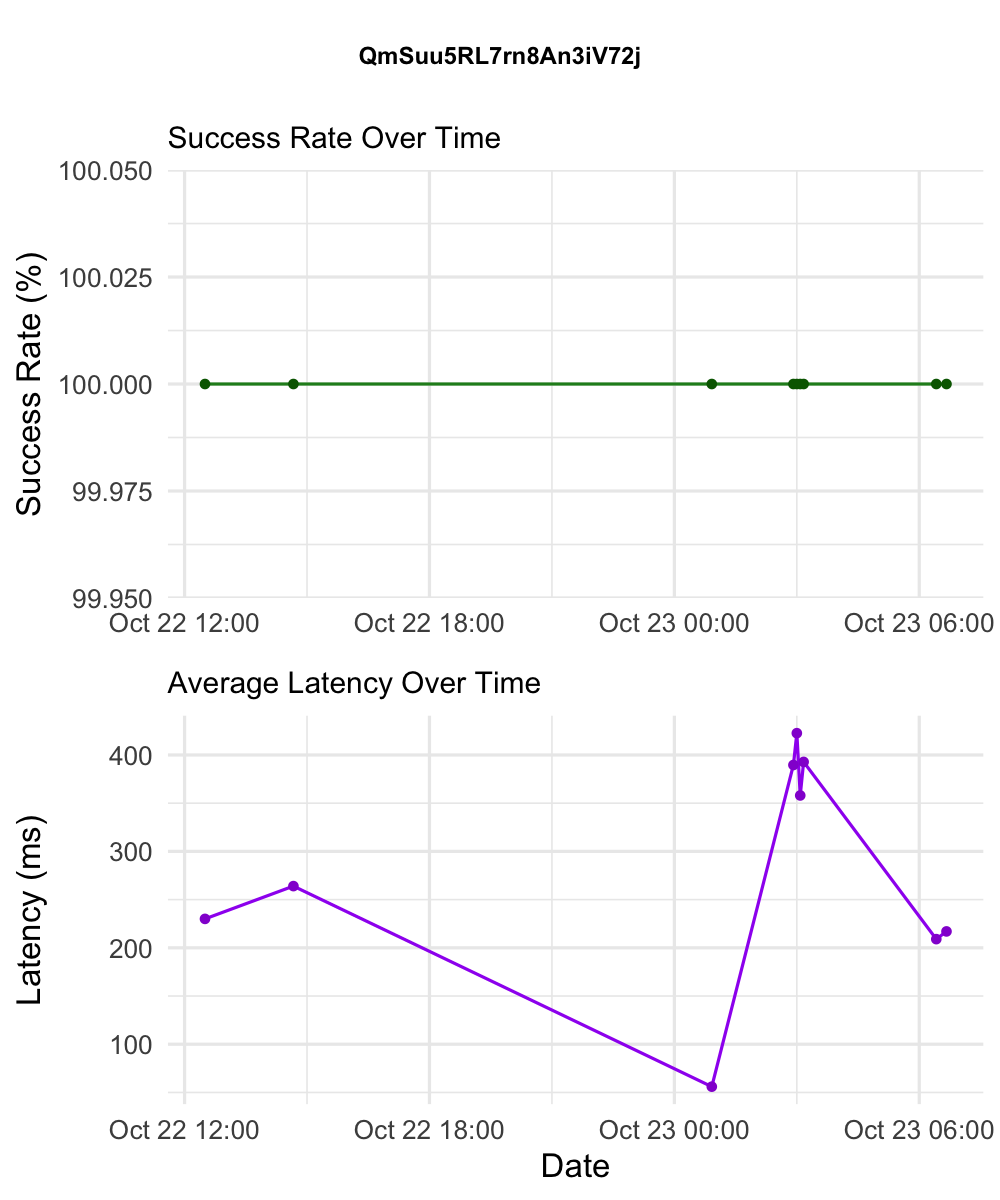 QmSuu5RL7rn8An3iV72j
Success Rate Over Time
100.050
100.025
100.000
99.975
99.950
Success Rate (%)
Oct 22 12:00 Oct 22 18:00 Oct 23 00:00 Oct 23 06:00
Average Latency Over Time
400
300
200
100
Latency (ms)
Oct 22 12:00 Oct 22 18:00 Oct 23 00:00 Oct 23 06:00
Date